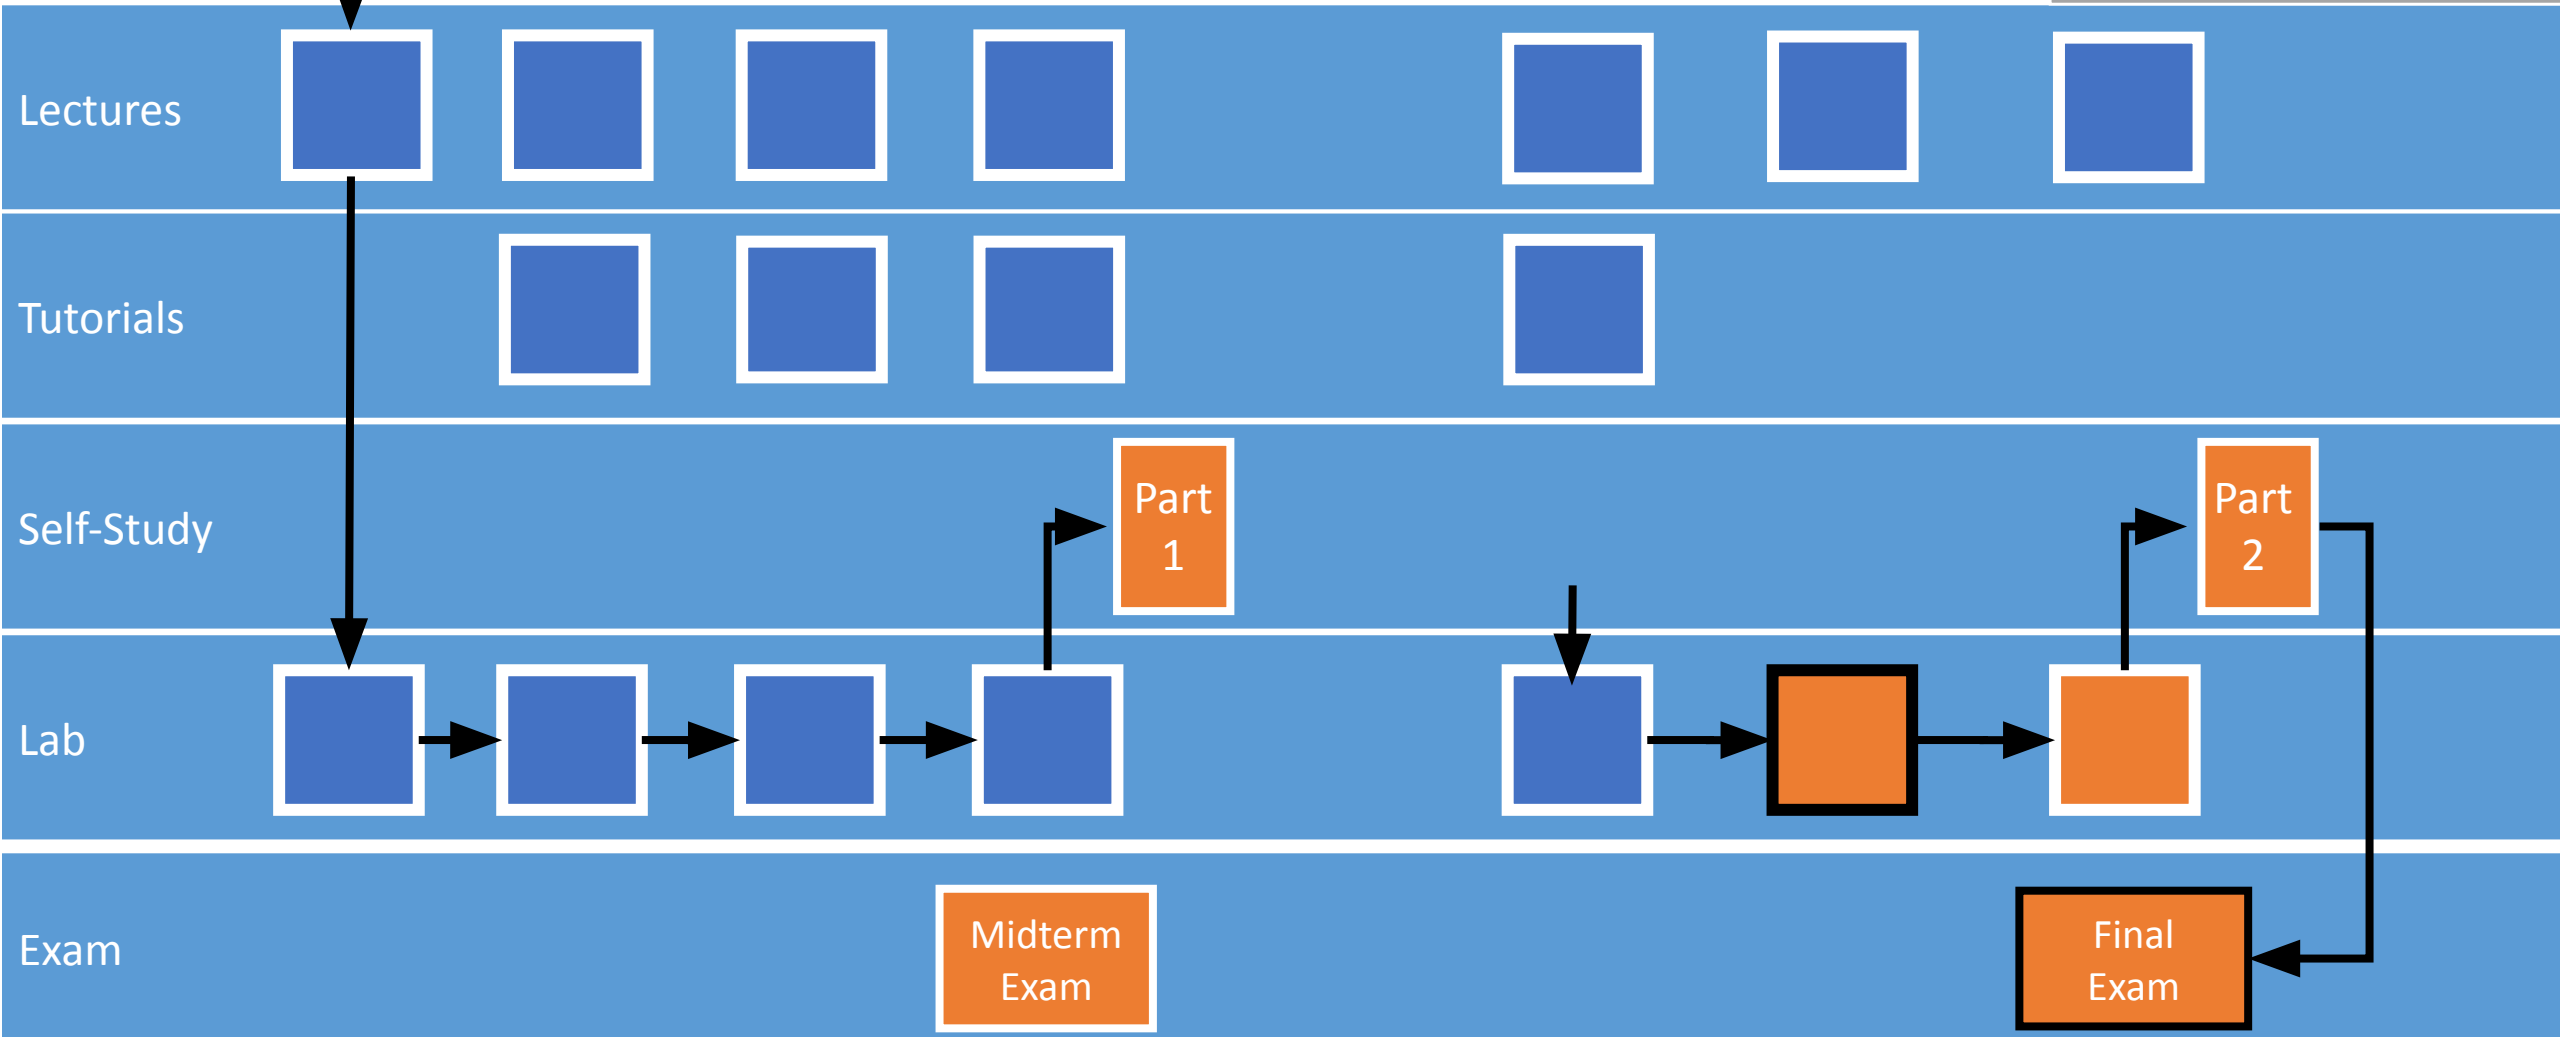 Lectures
Tutorials
Self-Study
Part
1
Part
2
Lab
Exam
Midterm
Exam
Final
Exam